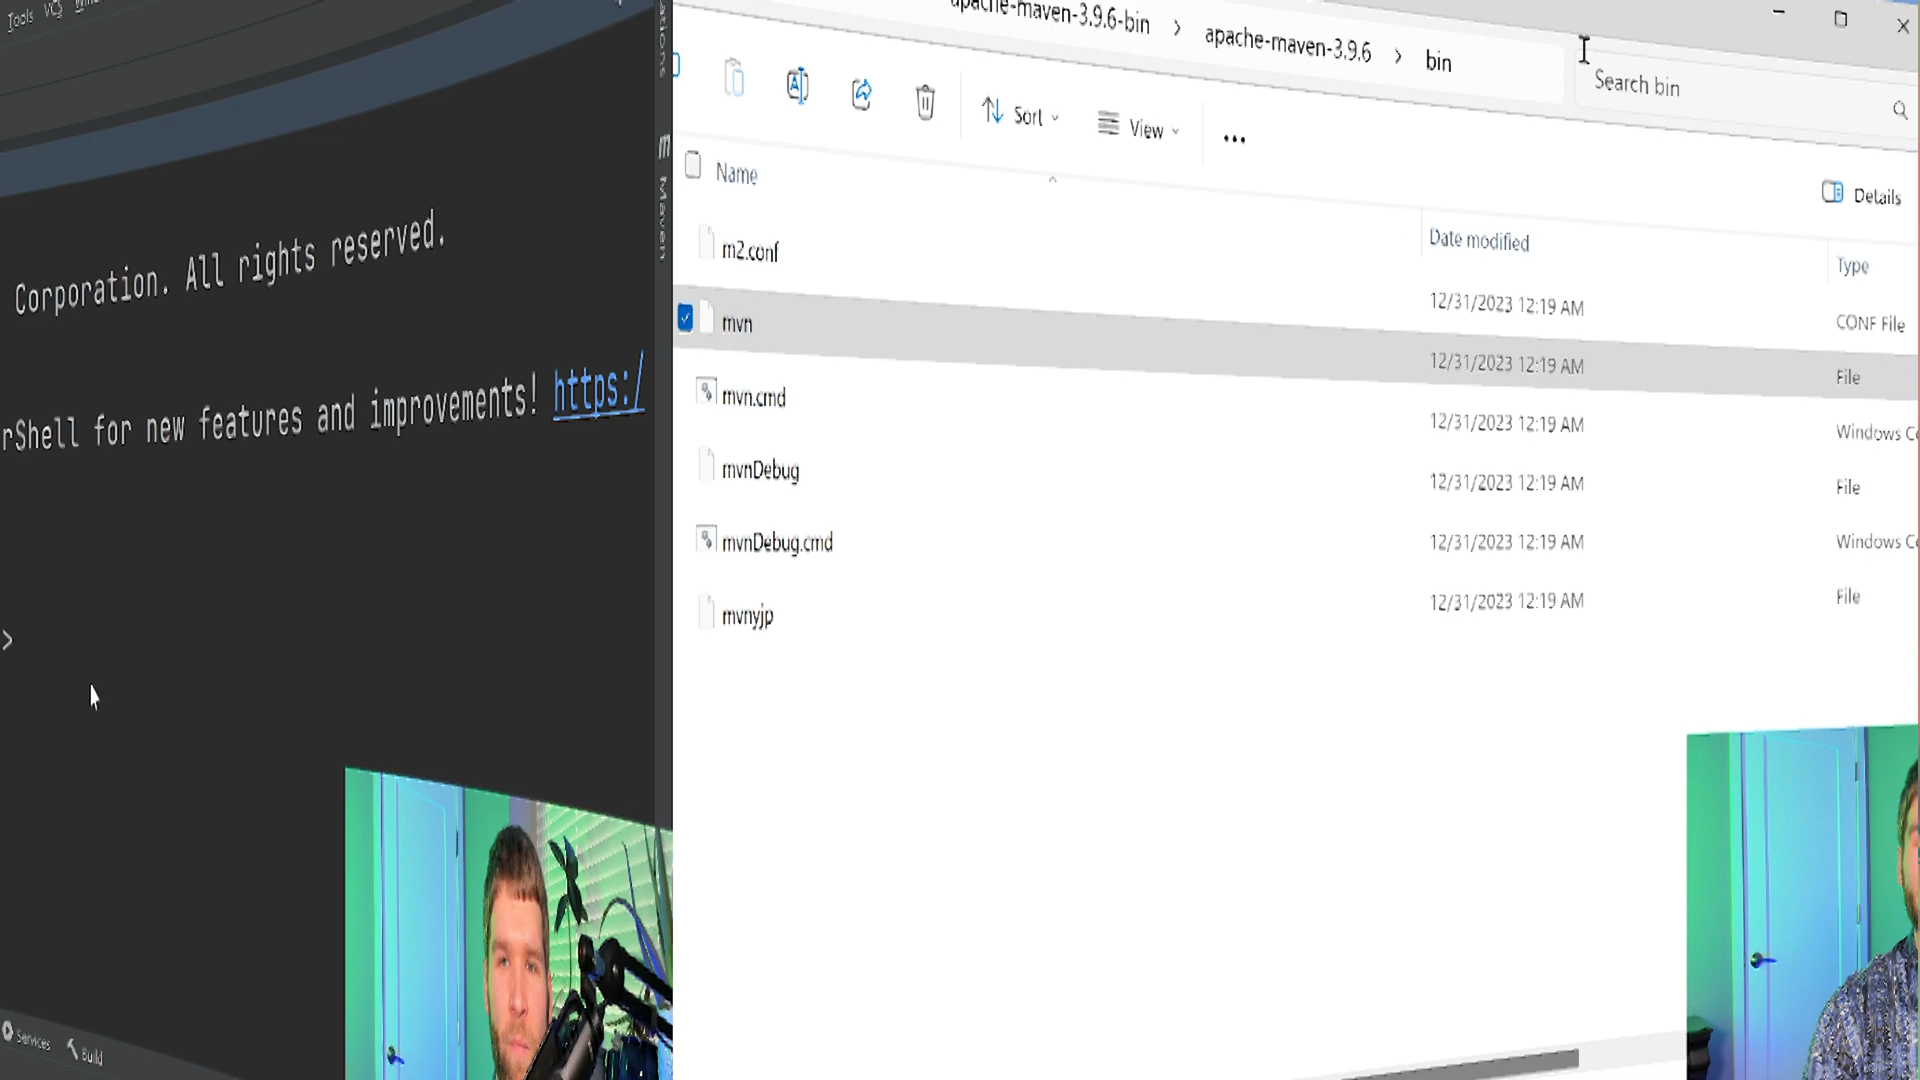 Tools VCS
Corporation. All rights reserved.
rShell for new features and improvements! https:/
>
Maven
Services
Build
apache-maven-3.9.6-bin > apache-maven-3.9.6 > bin
Search bin
Sort
View
Details
Name
Date modified
Type
m2.conf
12/31/2023 12:19 AM
CONF File
mvn
12/31/2023 12:19 AM
File
mvn.cmd
12/31/2023 12:19 AM
Windows C
mvnDebug
12/31/2023 12:19 AM
File
mvnDebug.cmd
12/31/2023 12:19 AM
Windows C
mvnyjp
12/31/2023 12:19 AM
File